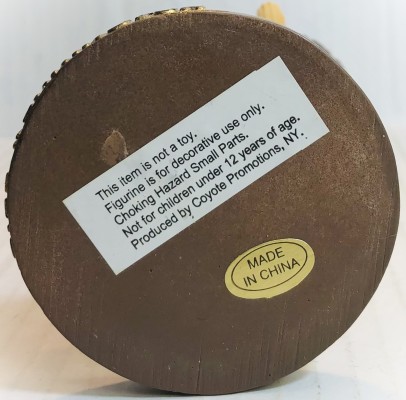 This item is not a toy.
Figurine is for decorative use only.
Choking Hazard Small Parts.
Not for children under 12 years of age.
Produced by Coyote Promotions, NY.
MADE
IN CHINA